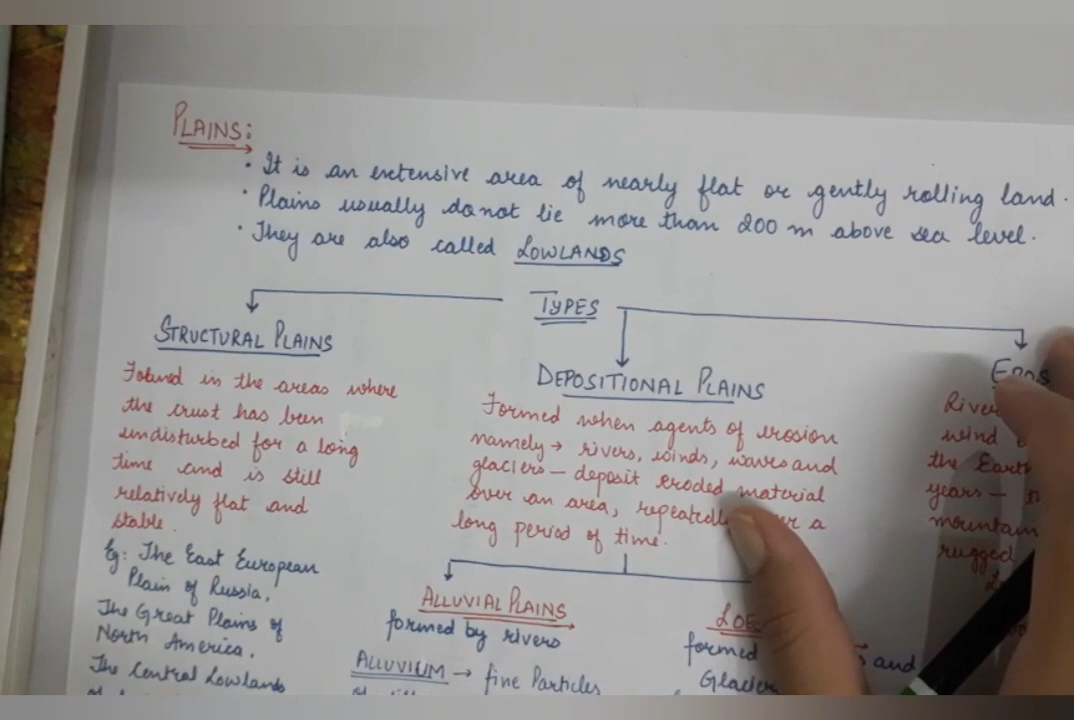 PLAINS:
• It is an extensive area of nearly flat or gently rolling land.
• Plains usually do not lie more than 200 m above sea level.
• They are also called LOWLANDS
TYPES
STRUCTURAL PLAINS
Found in the areas where
the crust has been
undisturbed for a long
time and is still
relatively flat and
stable.
Eg: The East European
Plain of Russia.
The Great Plains of
North America.
The Central Lowlands
DEPOSITIONAL PLAINS
Formed when agents of erosion
namely → rivers, winds, waves and
glaciers — deposit eroded material
over an area, repeatedly a
long period of time.
ALLUVIAL PLAINS
formed by rivers
ALLUVIUM → fine Particles
LOE
formed and
Glacier
EROS
River
wind
the Earth
years —
mountain
rugged